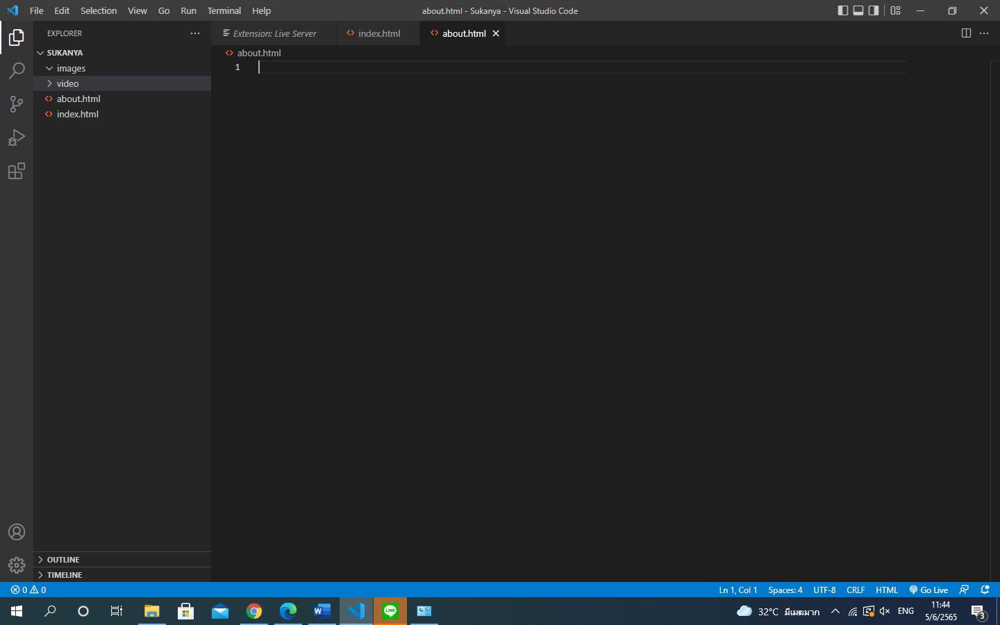 File Edit Selection View Go Run Terminal Help
about.html - Sukanya - Visual Studio Code
EXPLORER
SUKANYA
images
video
about.html
index.html
OUTLINE
TIMELINE
Extension: Live Server
index.html
about.html
about.html
1
0 0
Ln 1, Col 1 Spaces: 4 UTF-8 CRLF HTML Go Live
W
LINE
32°C มีเมฆมาก
ENG
11:44
5/6/2565
3